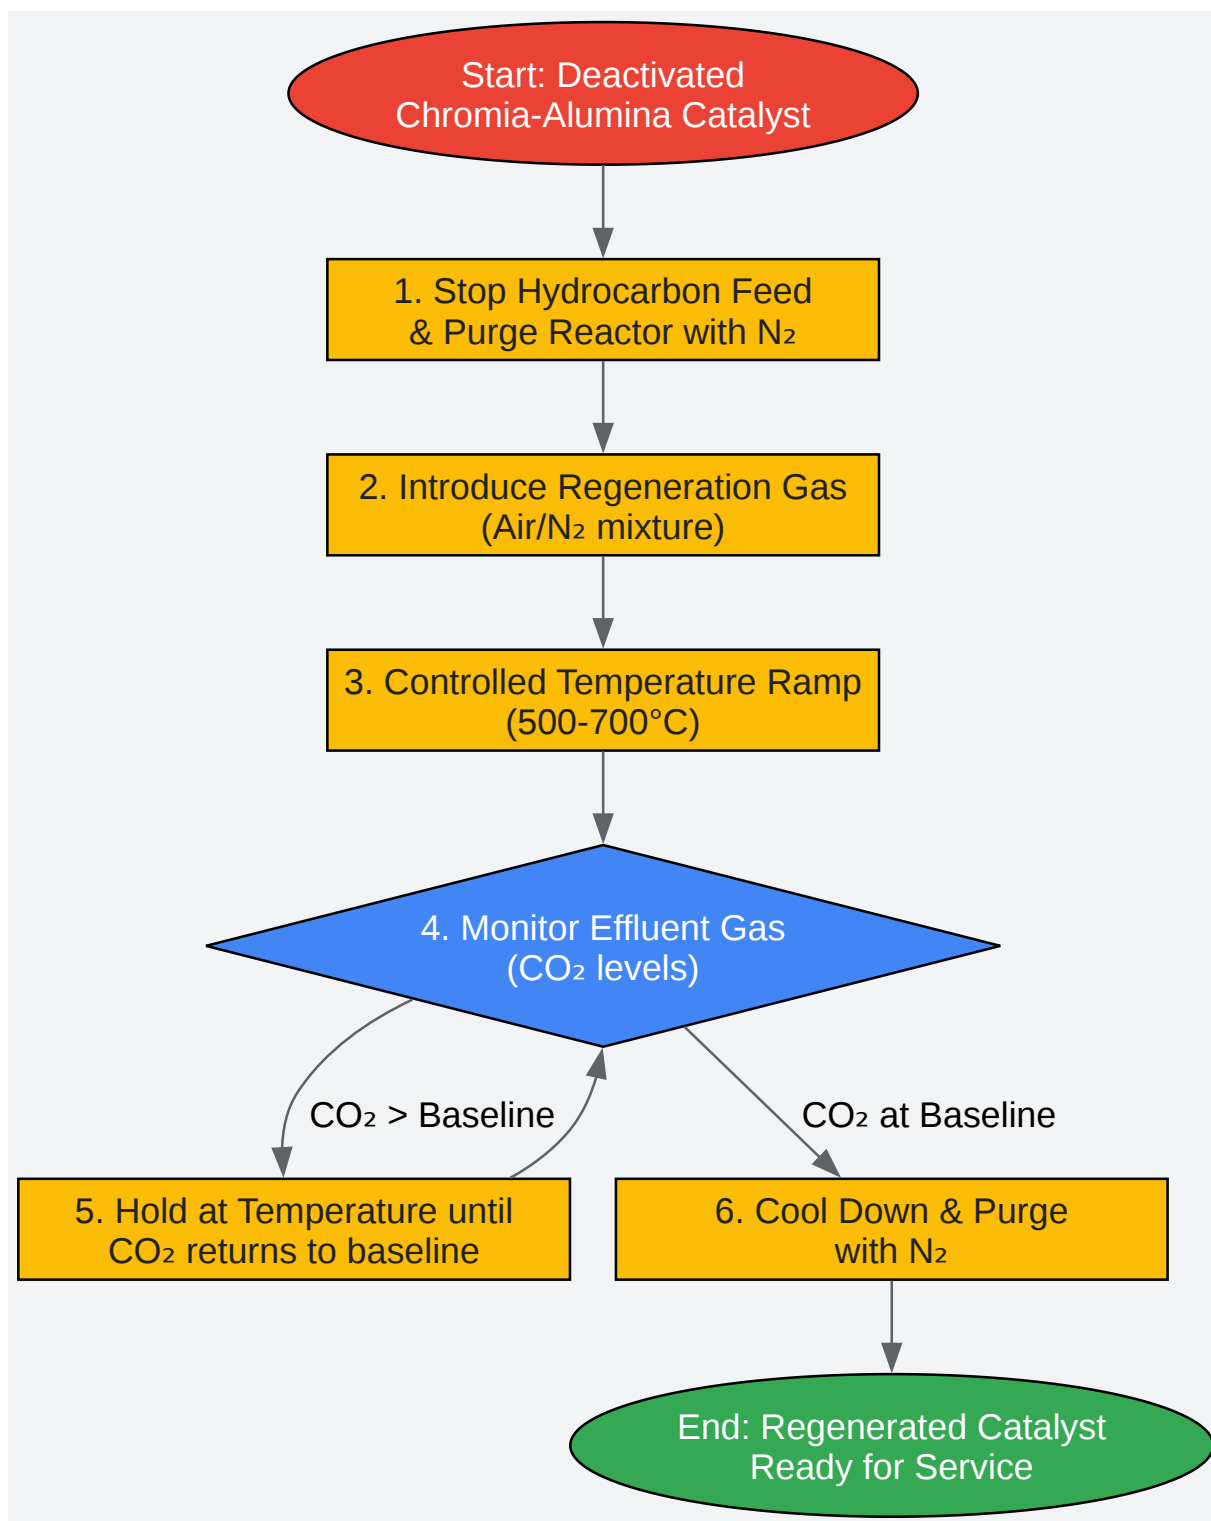 Start: Deactivated
Chromia-Alumina Catalyst
1. Stop Hydrocarbon Feed
& Purge Reactor with N₂
2. Introduce Regeneration Gas
(Air/N₂ mixture)
3. Controlled Temperature Ramp
(500-700°C)
4. Monitor Effluent Gas
(CO₂ levels)
CO₂ > Baseline
CO₂ at Baseline
5. Hold at Temperature until
CO₂ returns to baseline
6. Cool Down & Purge
with N₂
End: Regenerated Catalyst
Ready for Service